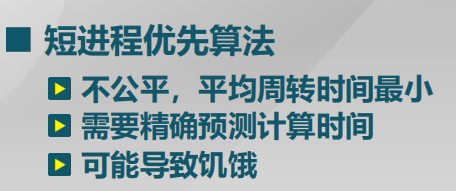 短进程优先算法
不公平，平均周转时间最小
需要精确预测计算时间
可能导致饥饿